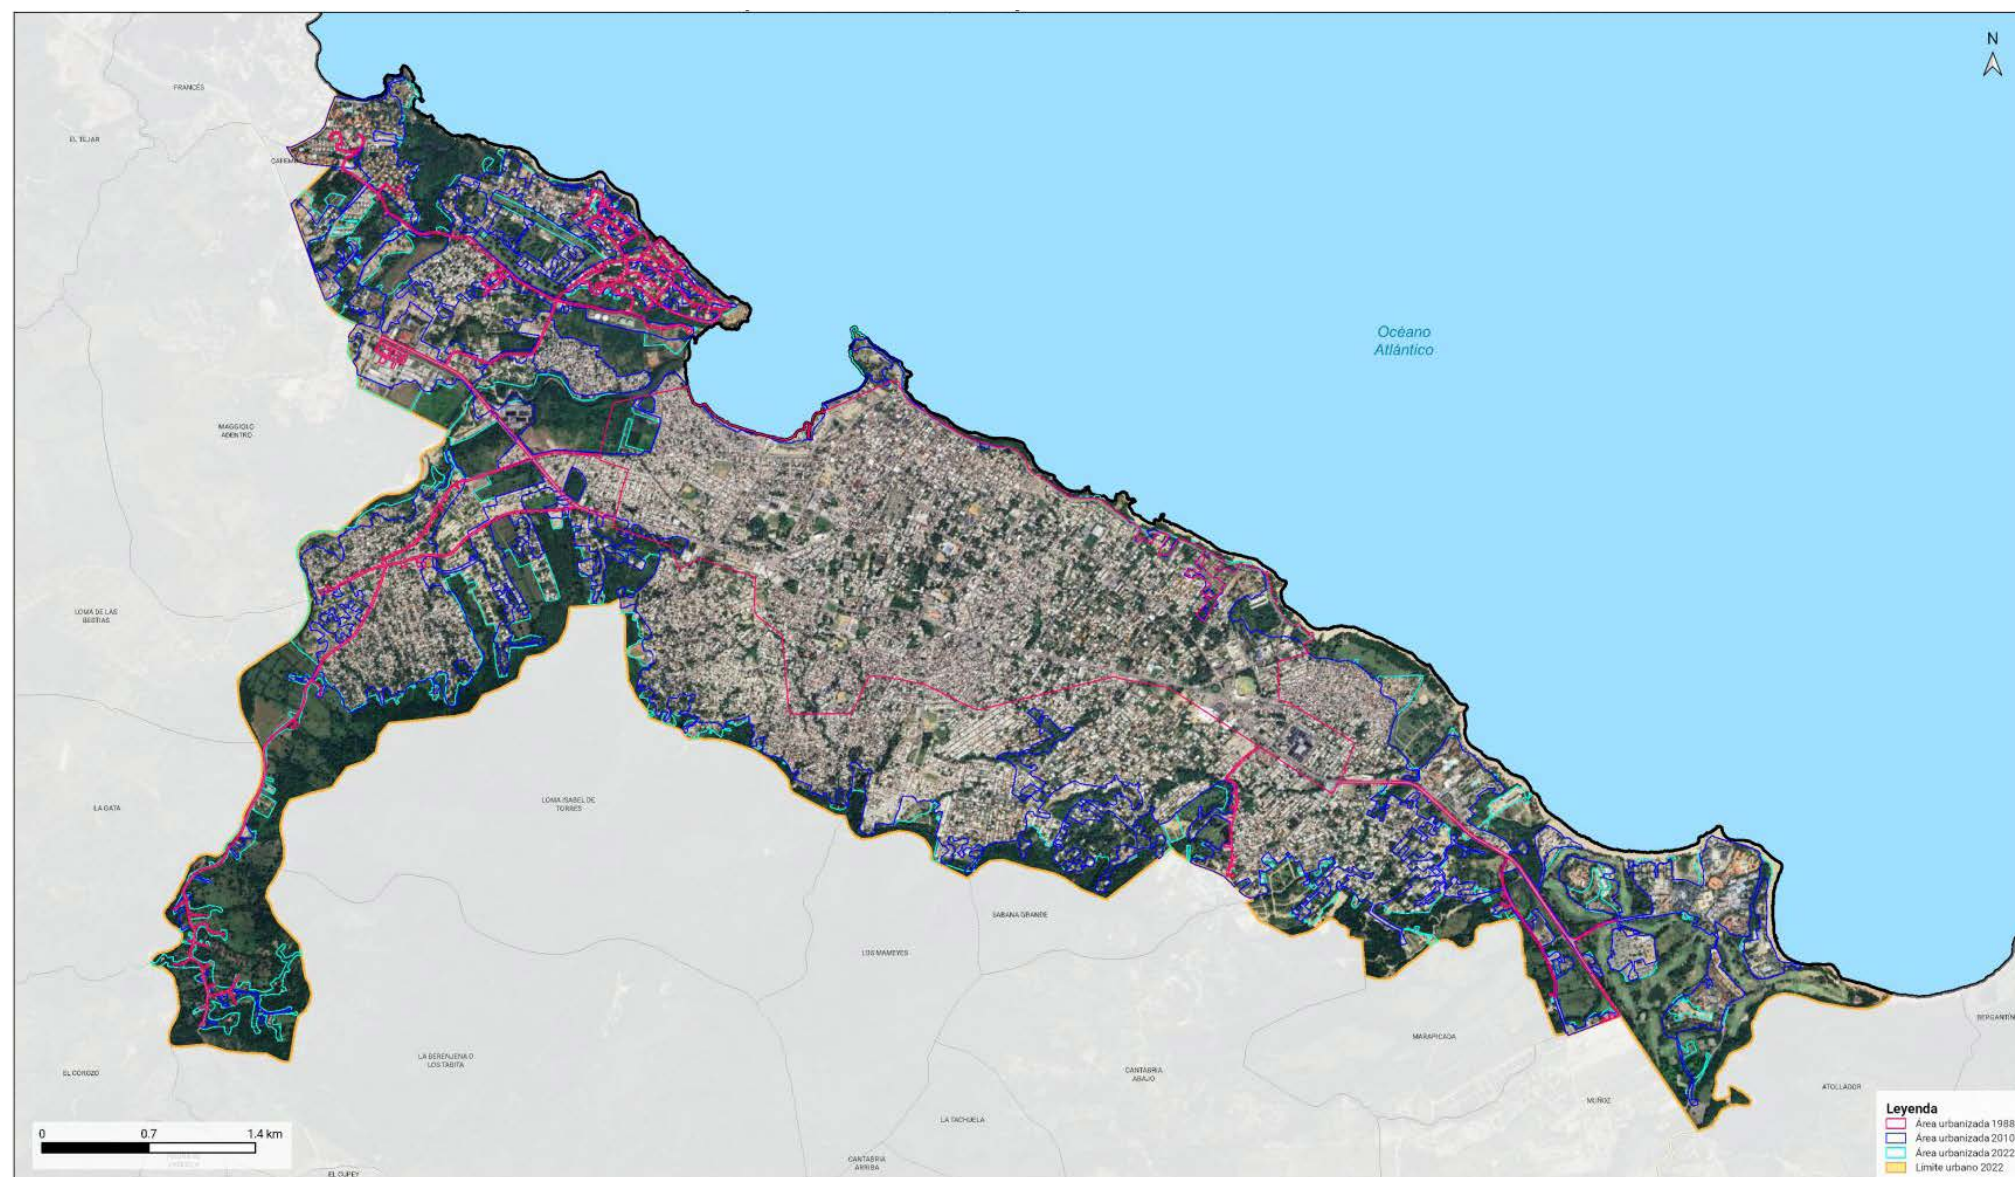 N
FRANCÉS
EL TEJAR
Océano
Atlántico
MAGGIOLO
ADENTRO
LOMA DE LAS
BESTIAS
LA GATA
LOMA ISABEL DE
TORRES
SABANA GRANDE
LOS MAMEYES
LA BERENJENA O
LOS TABITA
EL COROZO
CANTABRIA
ABAJO
MARAPICADA
MUÑOZ
ATOLLADOR
LA TACHUELA
CANTABRIA
ARRIBA
EL CUPEY
0 0.7 1.4 km
Leyenda
Área urbanizada 1988
Área urbanizada 2010
Área urbanizada 2022
Límite urbano 2022